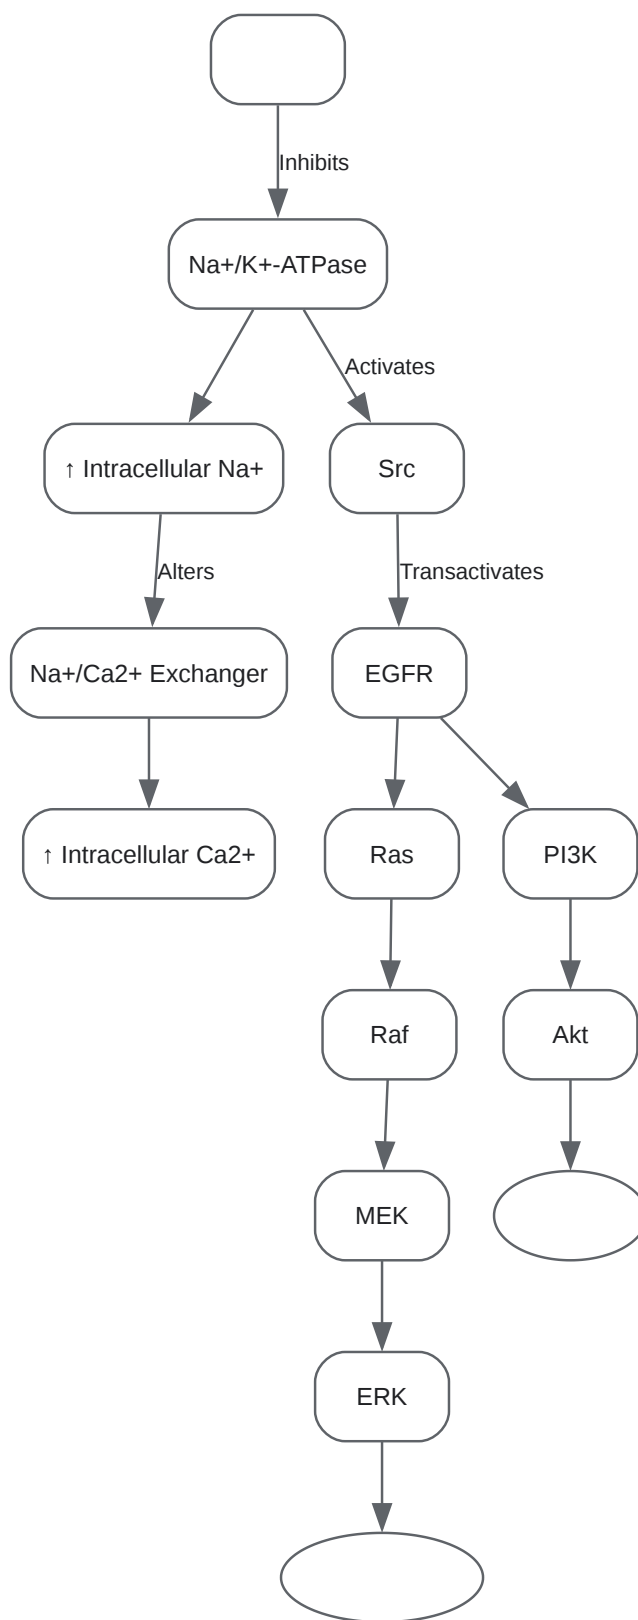 Inhibits
Na+/K+-ATPase
Activates
↑ Intracellular Na+
Src
Alters
Transactivates
Na+/Ca2+ Exchanger
EGFR
↑ Intracellular Ca2+
Ras
PI3K
Raf
Akt
MEK
ERK